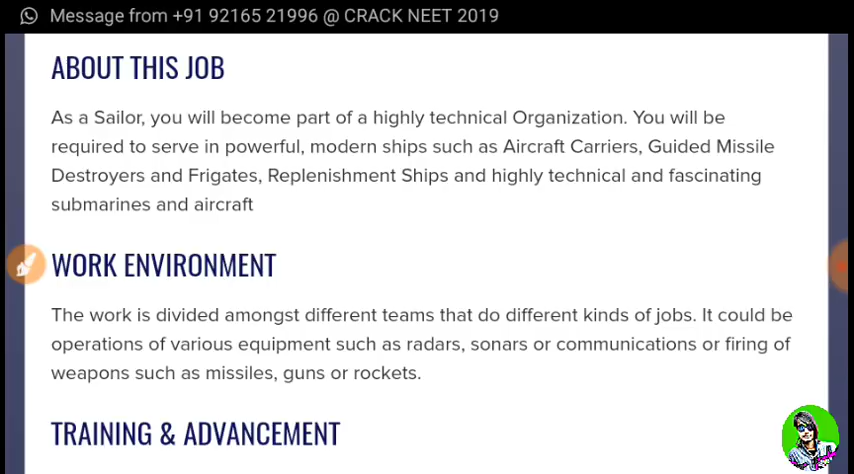 Message from +91 92165 21996 @ CRACK NEET 2019
ABOUT THIS JOB
As a Sailor, you will become part of a highly technical Organization. You will be
required to serve in powerful, modern ships such as Aircraft Carriers, Guided Missile
Destroyers and Frigates, Replenishment Ships and highly technical and fascinating
submarines and aircraft
WORK ENVIRONMENT
The work is divided amongst different teams that do different kinds of jobs. It could be
operations of various equipment such as radars, sonars or communications or firing of
weapons such as missiles, guns or rockets.
TRAINING & ADVANCEMENT